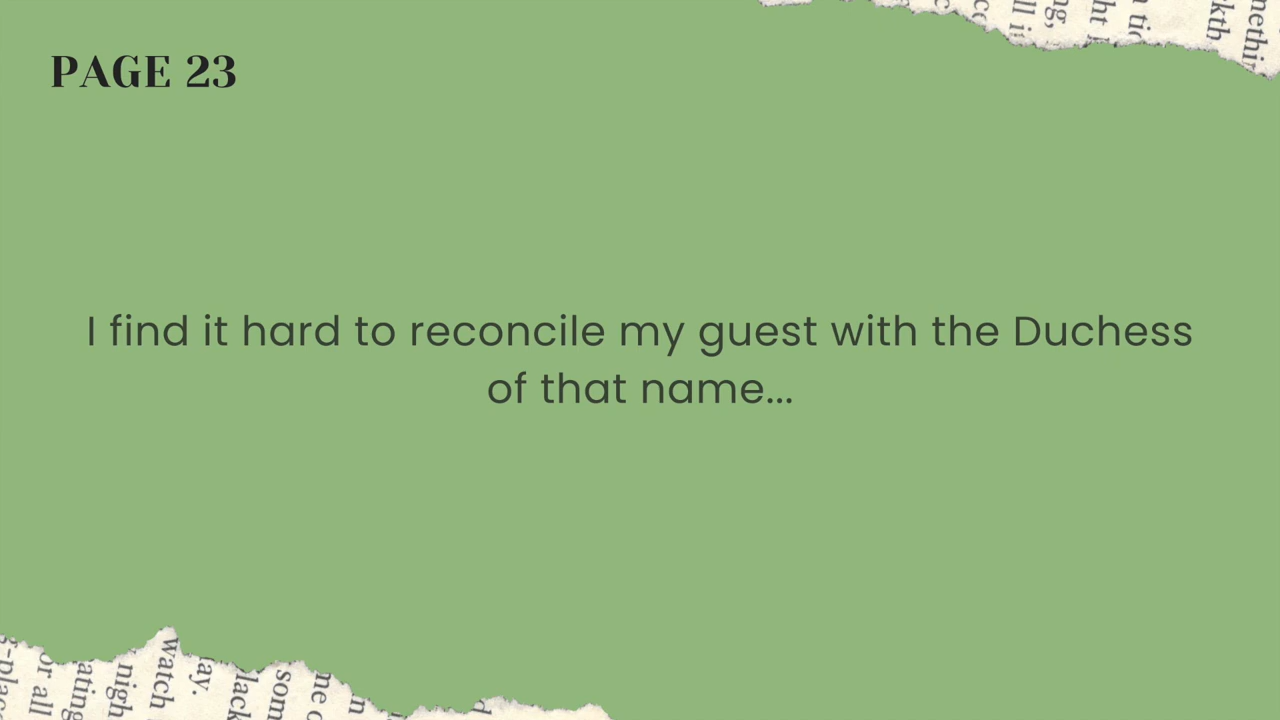 PAGE 23
I find it hard to reconcile my guest with the Duchess
of that name...